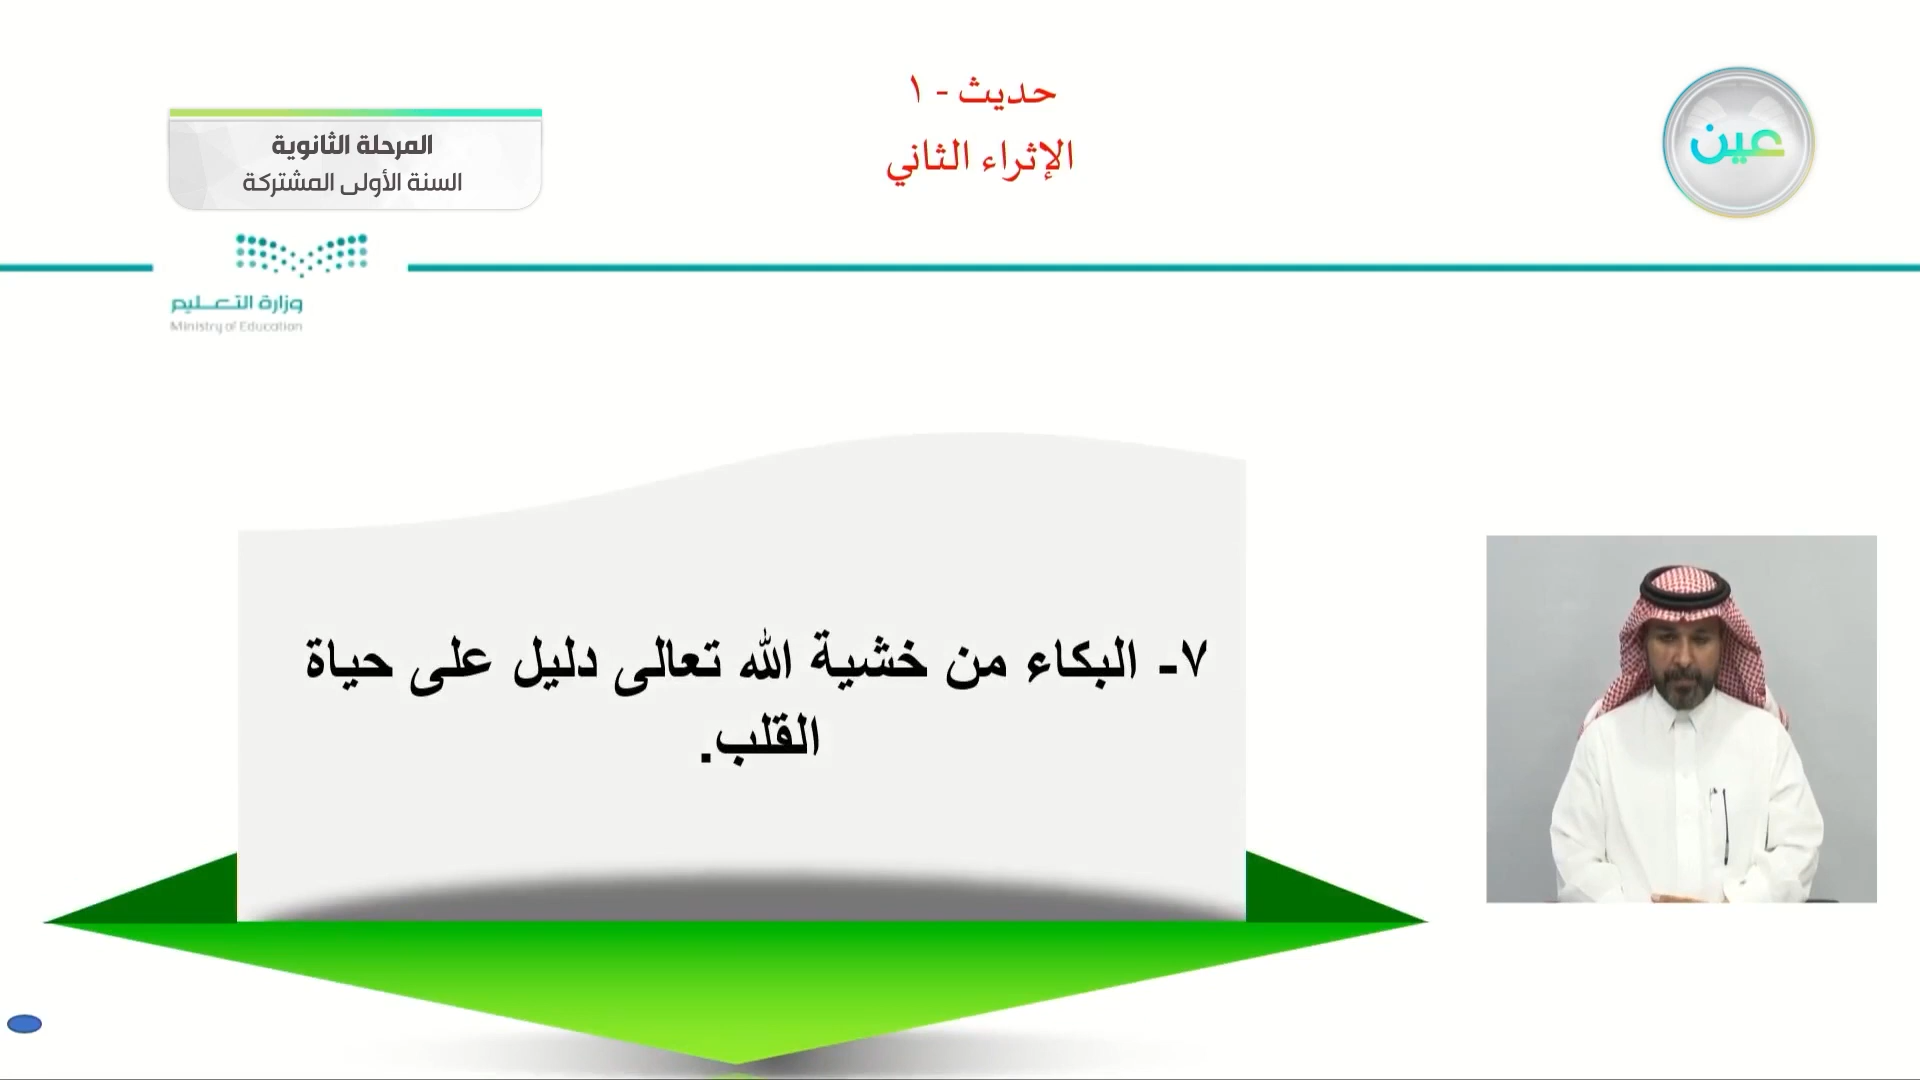 حديث - ١
الإثراء الثاني
عين
المرحلة الثانوية
السنة الأولى المشتركة
وزارة التعليم
Ministry of Education
٧- البكاء من خشية الله تعالى دليل على حياة
القلب.